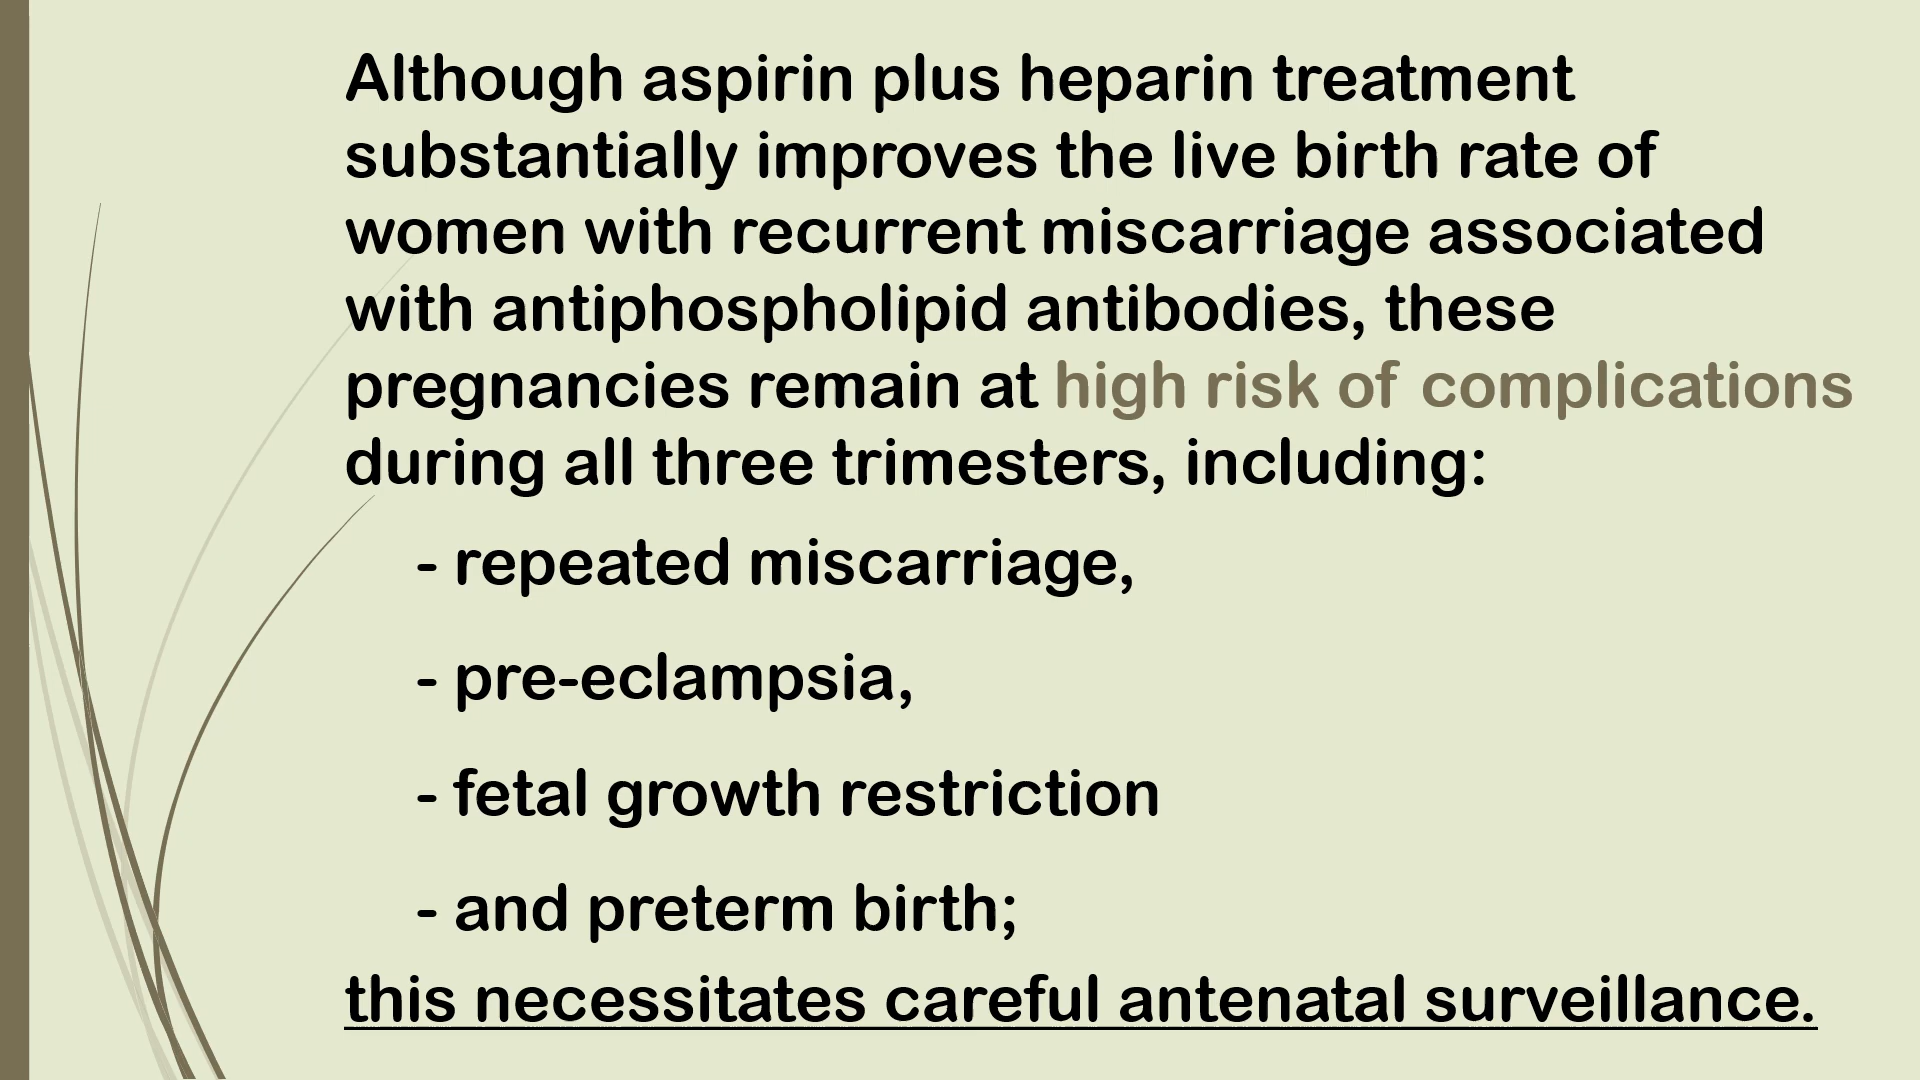 Although aspirin plus heparin treatment
substantially improves the live birth rate of
women with recurrent miscarriage associated
with antiphospholipid antibodies, these
pregnancies remain at high risk of complications
during all three trimesters, including:
- repeated miscarriage,
- pre-eclampsia,
- fetal growth restriction
- and preterm birth;
this necessitates careful antenatal surveillance.